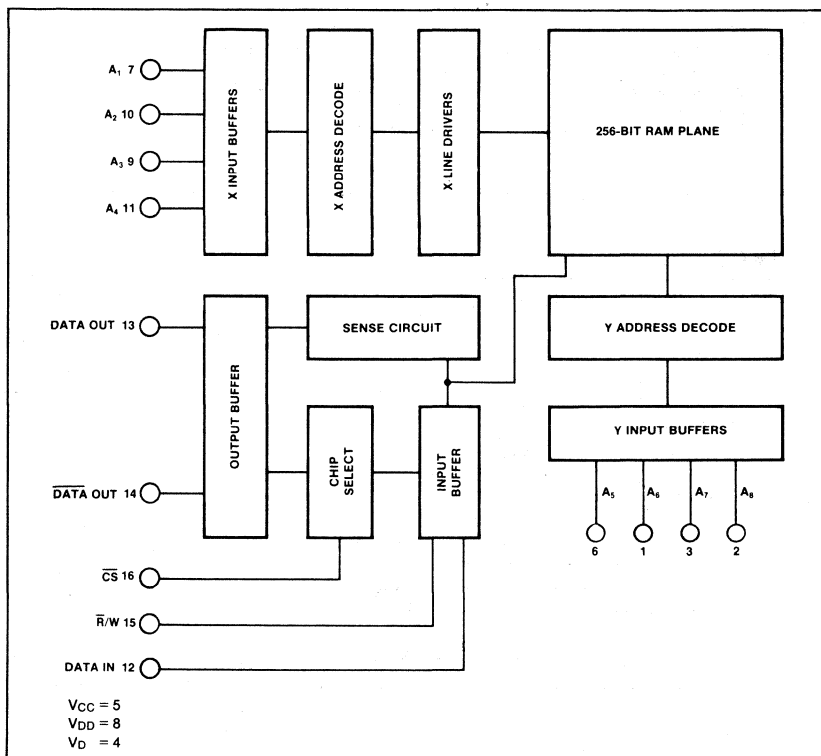 A₁ 7
A₂ 10
A₃ 9
A₄ 11
X INPUT BUFFERS
X ADDRESS DECODE
X LINE DRIVERS
256-BIT RAM PLANE
DATA OUT 13
OUTPUT BUFFER
SENSE CIRCUIT
Y ADDRESS DECODE
CHIP
SELECT
INPUT
BUFFER
Y INPUT BUFFERS
D̅A̅T̅A̅ OUT 14
A₅ A₆ A₇ A₈
6 1 3 2
C̅S̅ 16
R̅/W 15
DATA IN 12
VCC = 5
VDD = 8
VD = 4